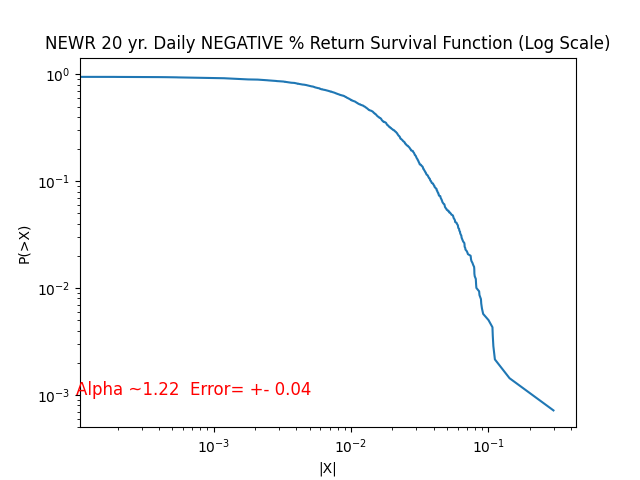 NEWR 20 yr. Daily NEGATIVE % Return Survival Function (Log Scale)
10⁰
10⁻¹
10⁻²
10⁻³
P(>X)
Alpha ~1.22  Error= +- 0.04
10⁻³
10⁻²
10⁻¹
|X|